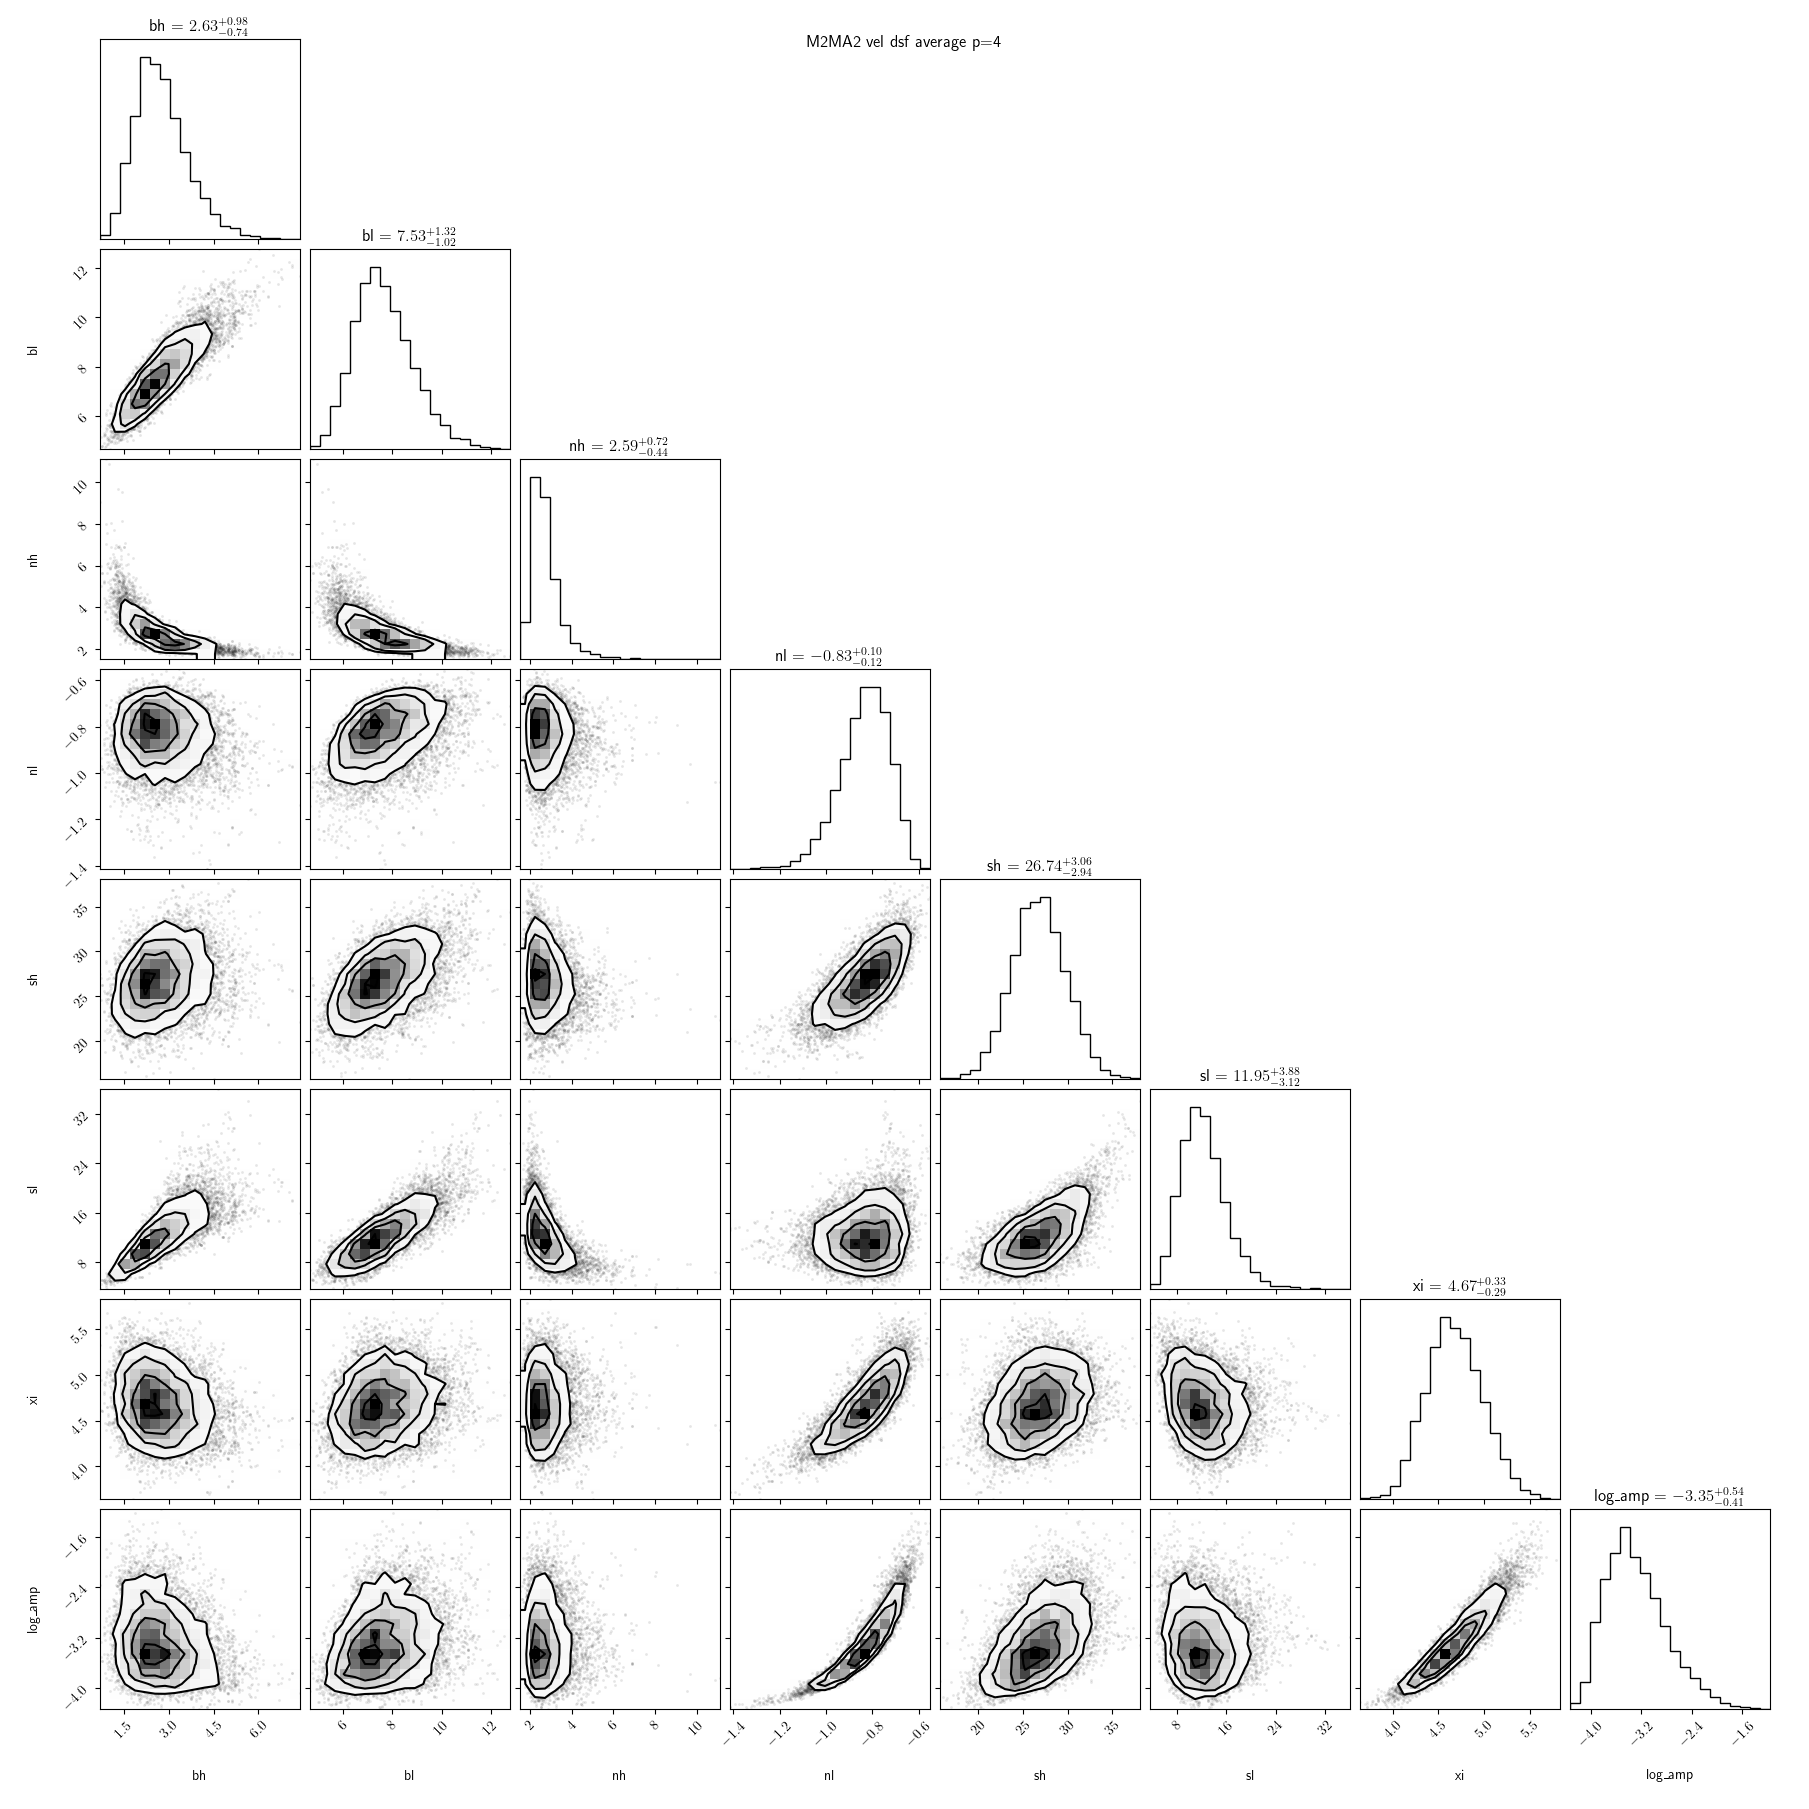 M2MA2 vel dsf average p=4
bh = 2.63+0.98 −0.74
bl = 7.53+1.32 −1.02
12
10
8
6
bl
nh = 2.59+0.72 −0.44
10
8
6
4
2
nh
nl = −0.83+0.10 −0.12
−0.6
−0.8
−1.0
−1.2
−1.4
nl
sh = 26.74+3.06 −2.94
35
30
25
20
sh
sl = 11.95+3.88 −3.12
32
24
16
8
sl
xi = 4.67+0.33 −0.29
5.5
5.0
4.5
4.0
xi
log_amp = −3.35+0.54 −0.41
−1.6
−2.4
−3.2
−4.0
log_amp
1.5 3.0 4.5 6.0 6 8 10 12 2 4 6 8 10 −1.4 −1.2 −1.0 −0.8 −0.6 20 25 30 35 8 16 24 32 4.0 4.5 5.0 5.5 −4.0 −3.2 −2.4 −1.6
bh bl nh nl sh sl xi log_amp